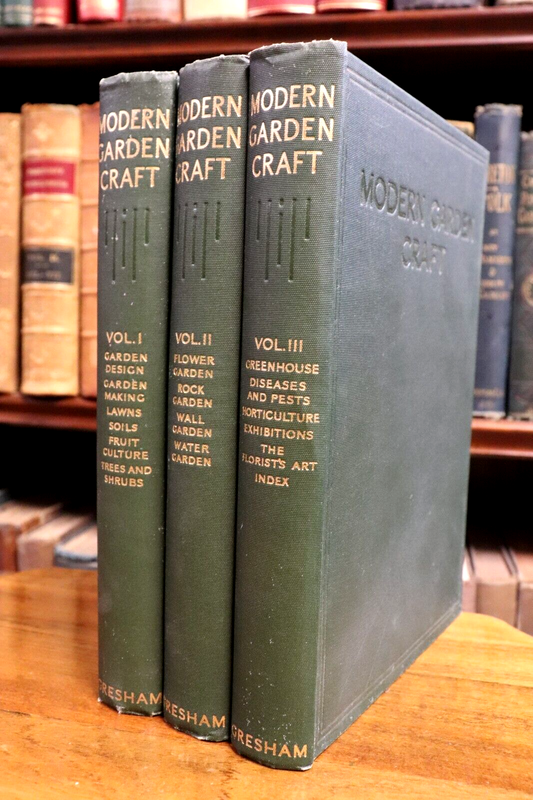 MODERN
GARDEN
CRAFT
VOL. I
GARDEN
DESIGN
GARDEN
MAKING
LAWNS
SOILS
FRUIT
CULTURE
TREES AND
SHRUBS
GRESHAM
MODERN
GARDEN
CRAFT
VOL. II
FLOWER
GARDEN
ROCK
GARDEN
WALL
GARDEN
WATER
GARDEN
GRESHAM
MODERN
GARDEN
CRAFT
VOL. III
GREENHOUSE
DISEASES
AND PESTS
HORTICULTURE
EXHIBITIONS
THE
FLORIST'S ART
INDEX
GRESHAM
MODERN GARDEN
CRAFT